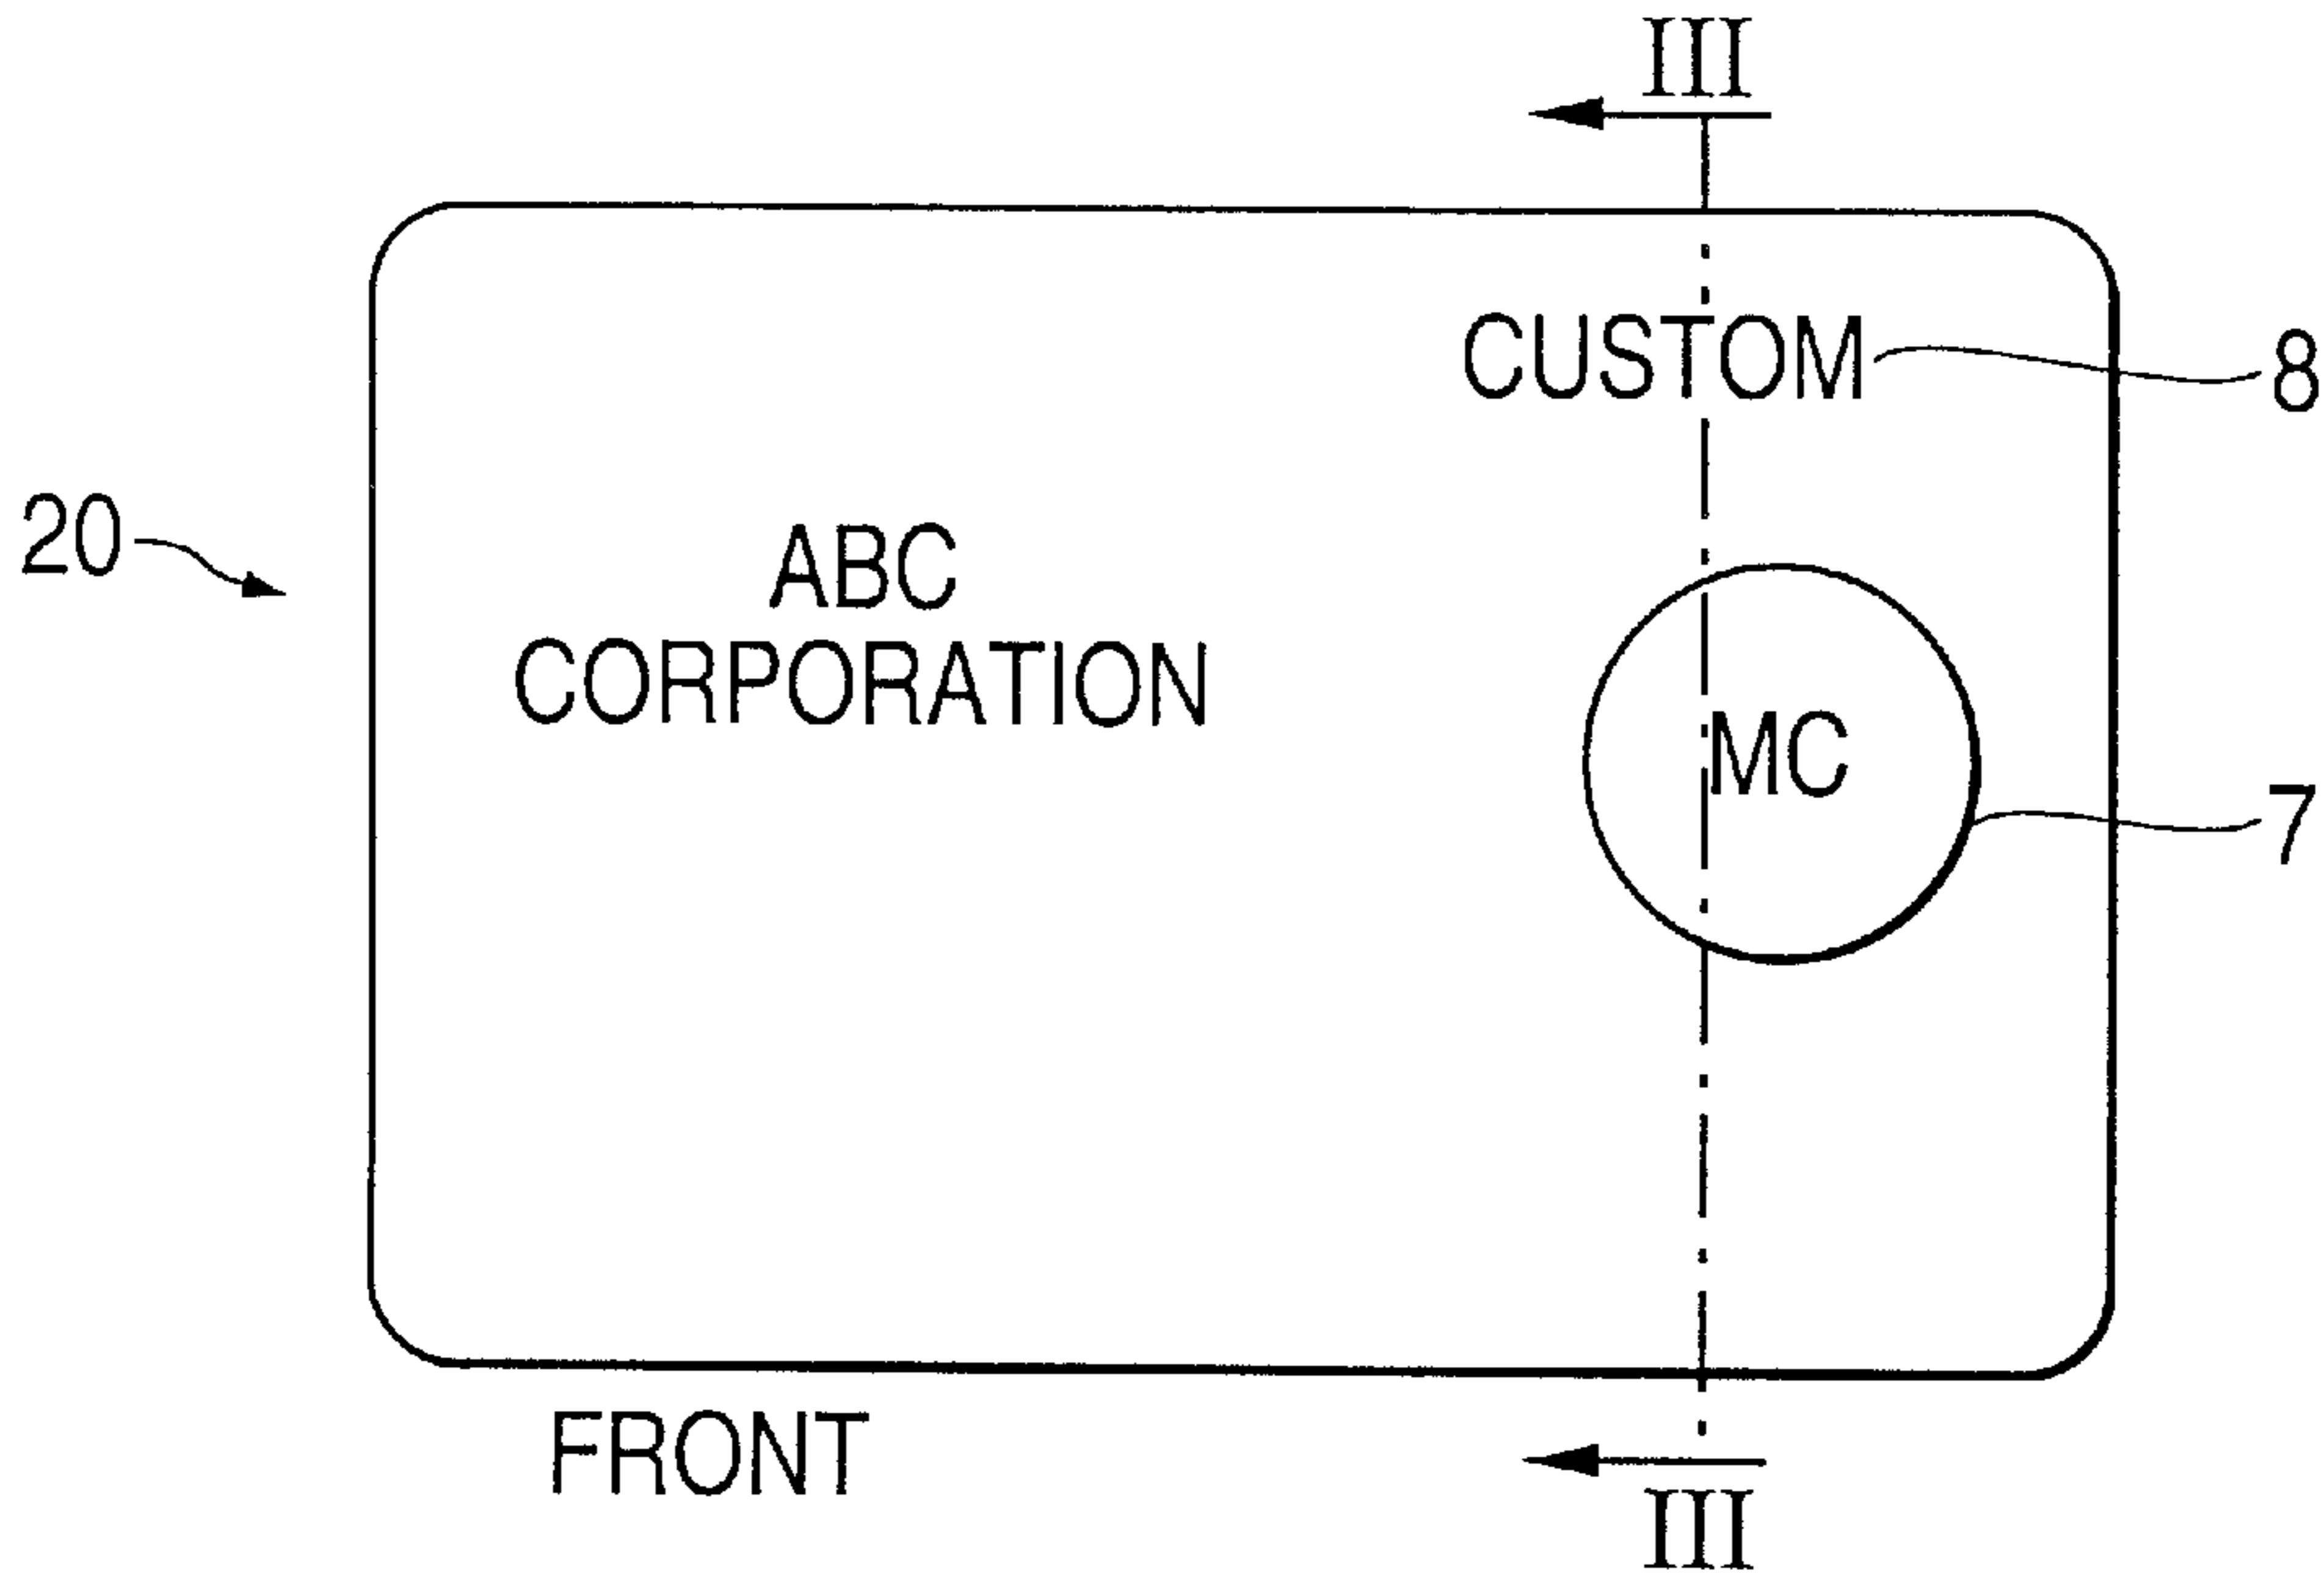 III
CUSTOM
8
20
ABC
CORPORATION
MC
7
FRONT
III